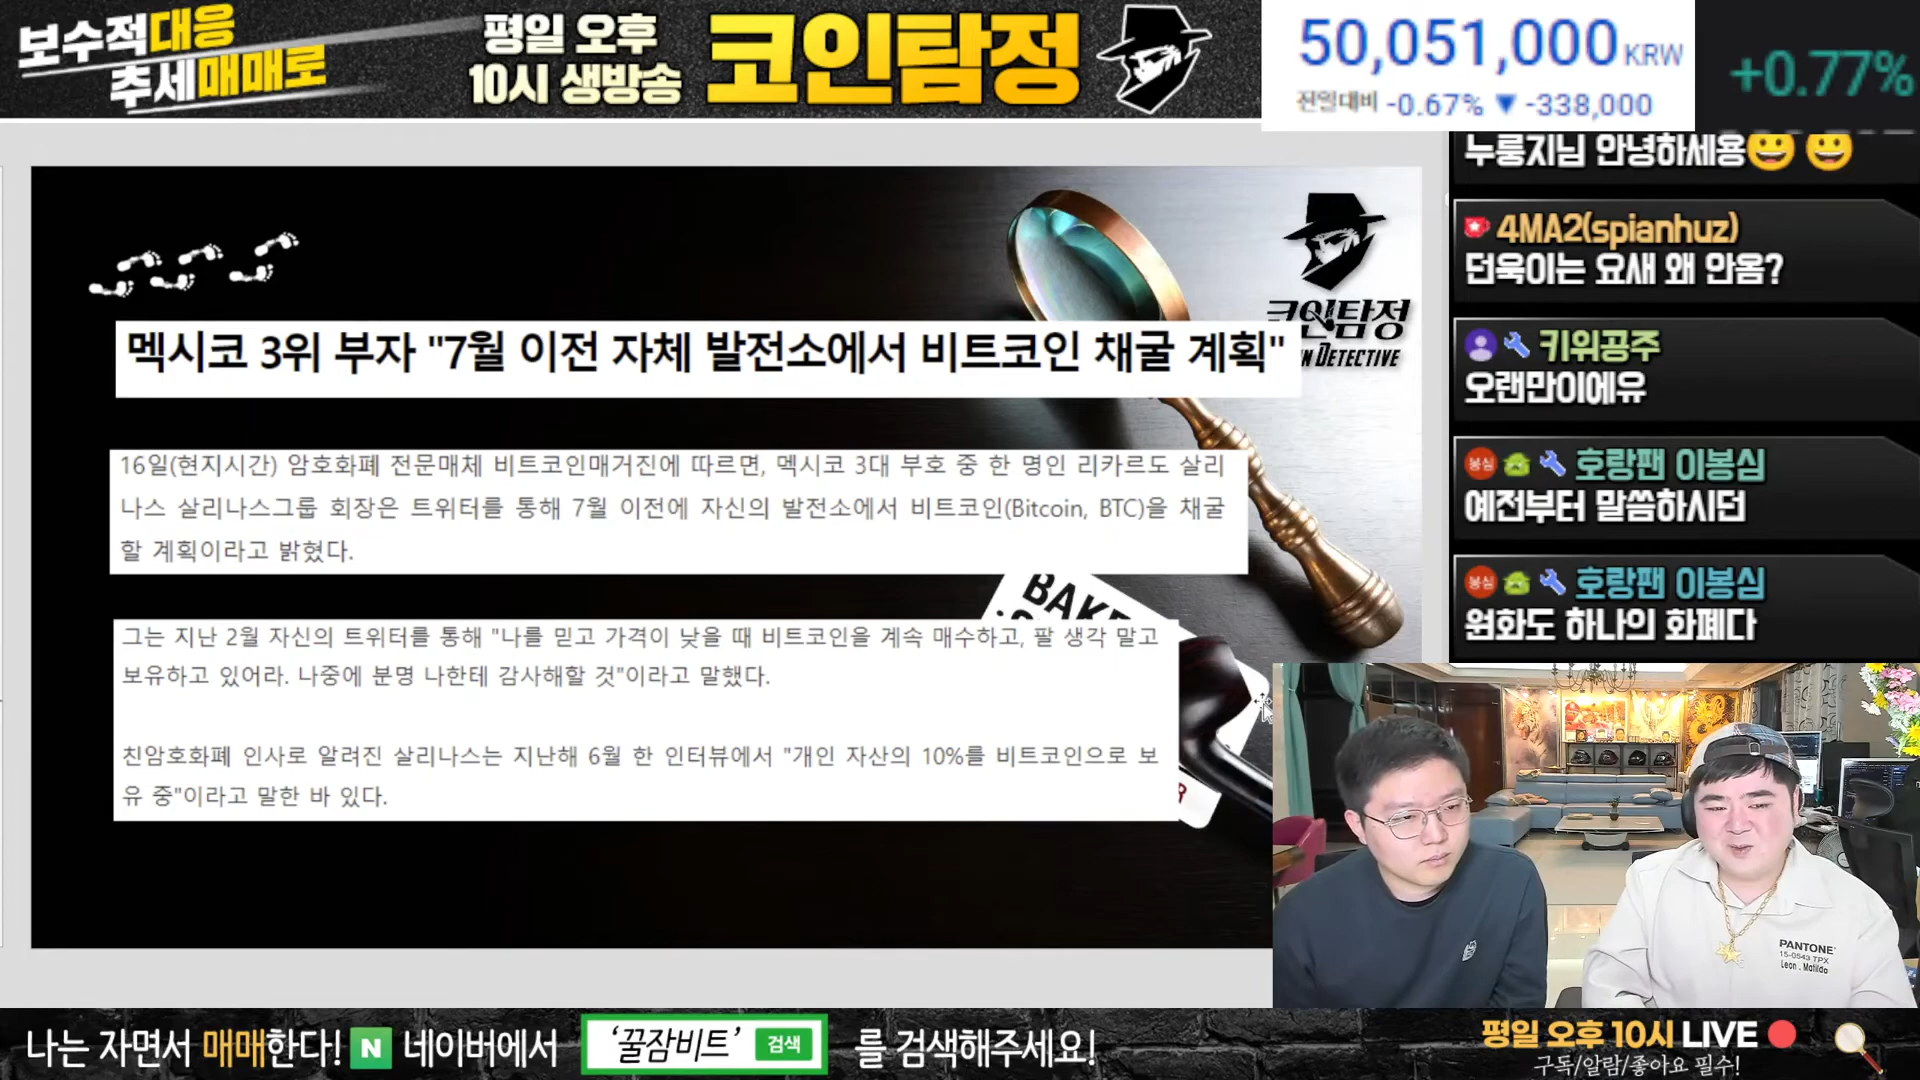 보수적대응
추세매매로
평일 오후
10시 생방송
코인탐정
50,051,000 KRW
전일대비 -0.67% ▼ -338,000
+0.77%
누룽지님 안녕하세용😀 😀
4MA2(spianhuz)
던욱이는 요새 왜 안옴?
키위공주
오랜만이에유
봉심 호랑팬 이봉심
예전부터 말씀하시던
봉심 호랑팬 이봉심
원화도 하나의 화폐다
코인탐정
N DETECTIVE
멕시코 3위 부자 "7월 이전 자체 발전소에서 비트코인 채굴 계획"
16일(현지시간) 암호화폐 전문매체 비트코인매거진에 따르면, 멕시코 3대 부호 중 한 명인 리카르도 살리
나스 살리나스그룹 회장은 트위터를 통해 7월 이전에 자신의 발전소에서 비트코인(Bitcoin, BTC)을 채굴
할 계획이라고 밝혔다.
BAKE
그는 지난 2월 자신의 트위터를 통해 "나를 믿고 가격이 낮을 때 비트코인을 계속 매수하고, 팔 생각 말고
보유하고 있어라. 나중에 분명 나한테 감사해할 것"이라고 말했다.
친암호화폐 인사로 알려진 살리나스는 지난해 6월 한 인터뷰에서 "개인 자산의 10%를 비트코인으로 보
유 중"이라고 말한 바 있다.
PANTONE
15-0543 TPX
Leon . Matilda
나는 자면서 매매한다! N 네이버에서 '꿀잠비트' 검색 를 검색해주세요!
평일 오후 10시 LIVE
구독/알람/좋아요 필수!